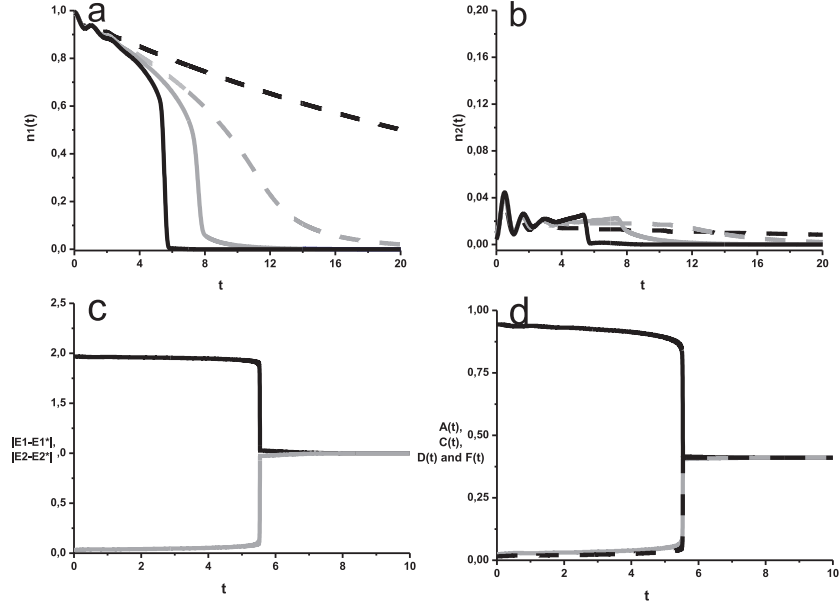 a
1,0
0,8
0,6
0,4
0,2
0,0
n1(t)
4 8 12 16 20
t
b
0,20
0,16
0,12
0,08
0,04
0,00
n2(t)
0 4 8 12 16 20
t
c
2,5
2,0
1,5
,0
0,5
0,0
|E1-E1*|,
|E2-E2*|
0 2 4 6 8 10
t
d
1,00
0,75
0,50
0,25
0,00
A(t),
C(t),
D(t) and F(t)
0 2 4 6 8 10
t